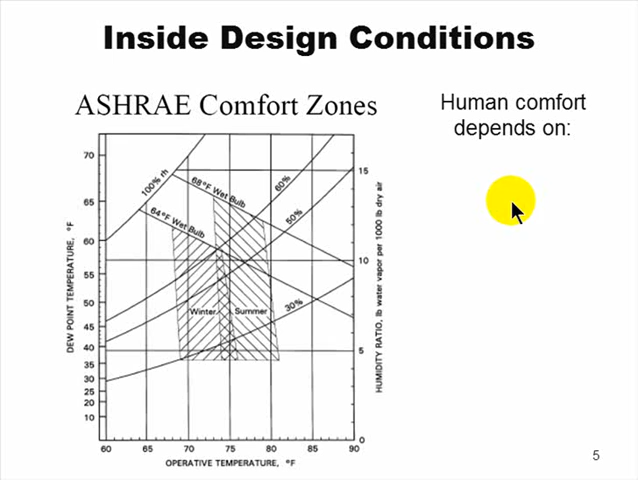 Inside Design Conditions
ASHRAE Comfort Zones
Human comfort
depends on:
70
65
60
55
50
45
40
35
30
25
20
10
DEW POINT TEMPERATURE, °F
100% rh
68°F Wet Bulb
64°F Wet Bulb
60%
50%
30%
Winter
Summer
15
10
5
0
HUMIDITY RATIO, lb water vapor per 1000 lb dry air
60 65 70 75 80 85 90
OPERATIVE TEMPERATURE, °F
5